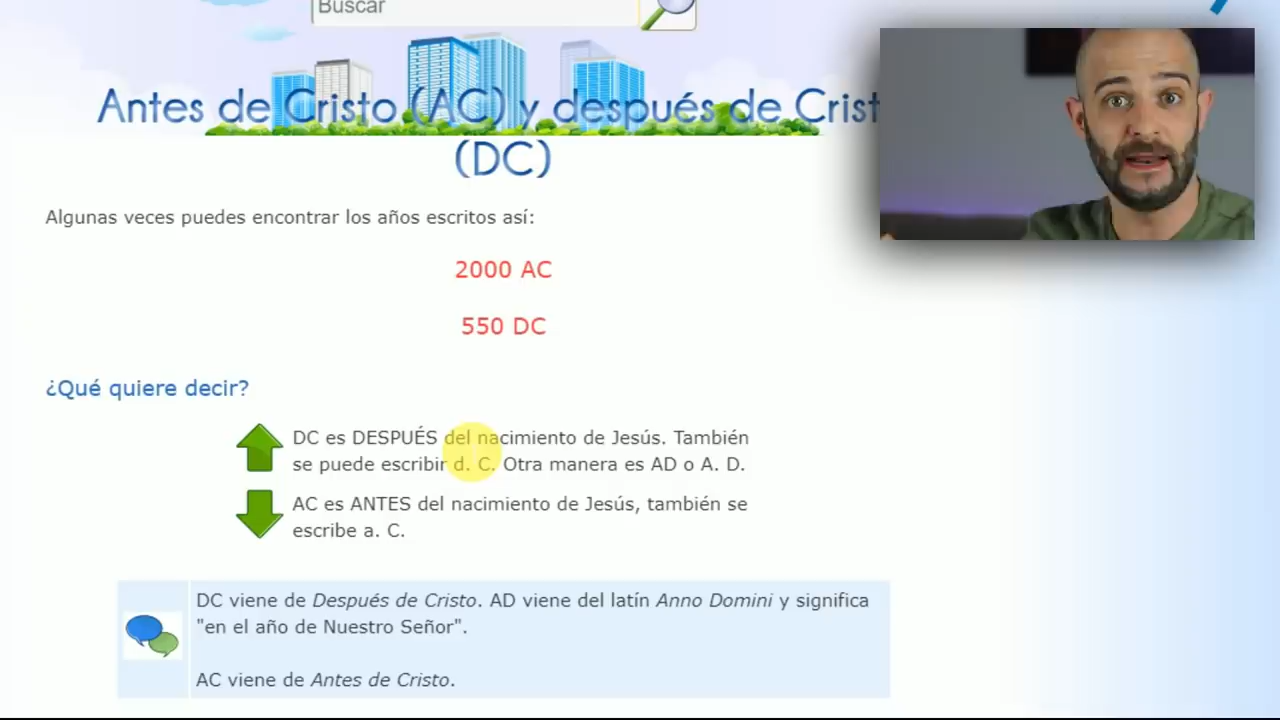 Buscar
Antes de Cristo (AC) y después de Crist
(DC)
Algunas veces puedes encontrar los años escritos así:
2000 AC
550 DC
¿Qué quiere decir?
DC es DESPUÉS del nacimiento de Jesús. También
se puede escribir d. C. Otra manera es AD o A. D.
AC es ANTES del nacimiento de Jesús, también se
escribe a. C.
DC viene de Después de Cristo. AD viene del latín Anno Domini y significa
"en el año de Nuestro Señor".
AC viene de Antes de Cristo.